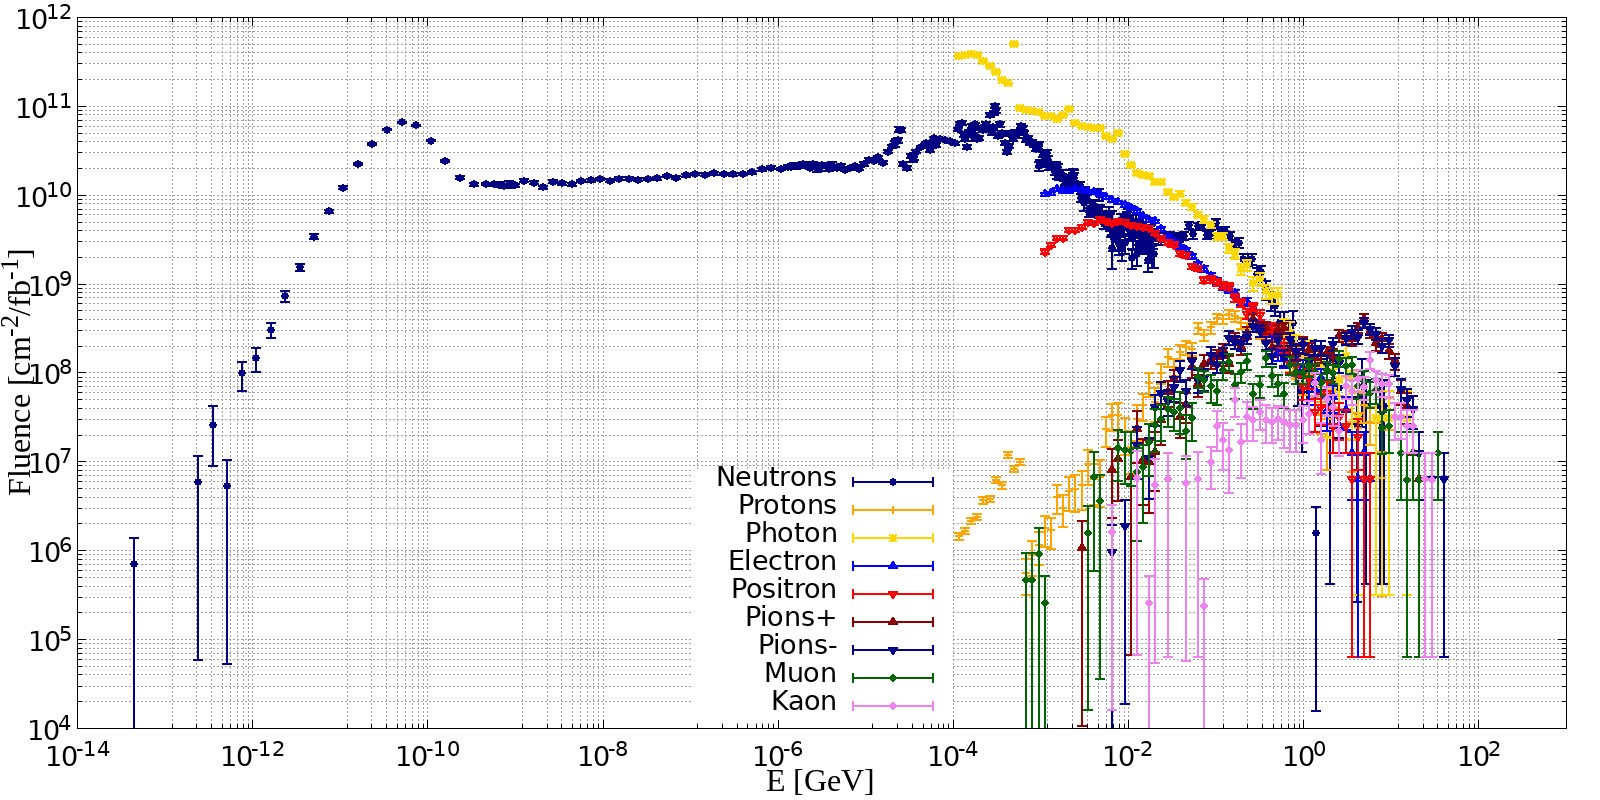 10^12
10^11
10^10
10^9
10^8
10^7
10^6
10^5
10^4
Fluence [cm^-2/fb^-1]
Neutrons
Protons
Photon
Electron
Positron
Pions+
Pions-
Muon
Kaon
10^-14 10^-12 10^-10 10^-8 10^-6 10^-4 10^-2 10^0 10^2
E [GeV]